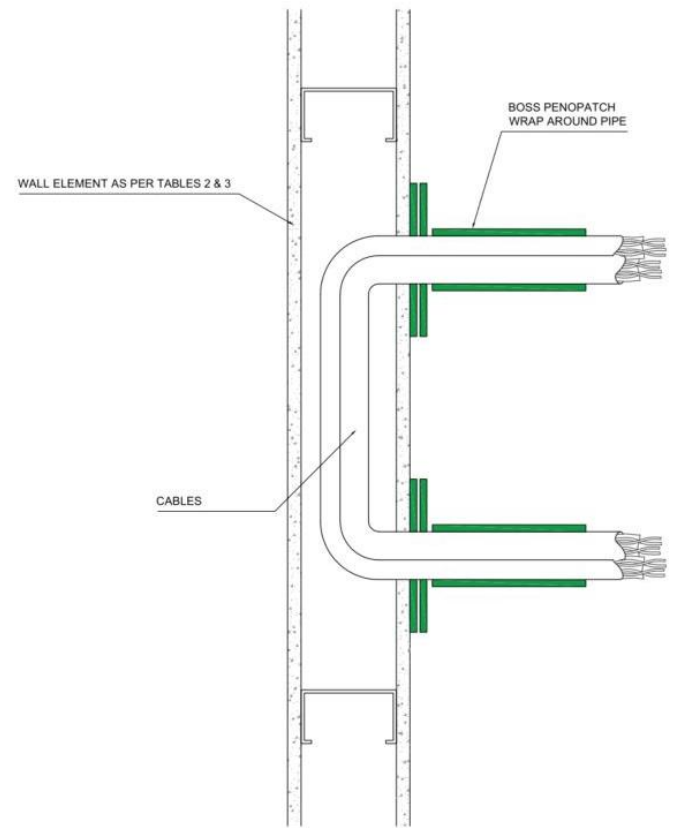 BOSS PENOPATCH
WRAP AROUND PIPE
WALL ELEMENT AS PER TABLES 2 & 3
CABLES